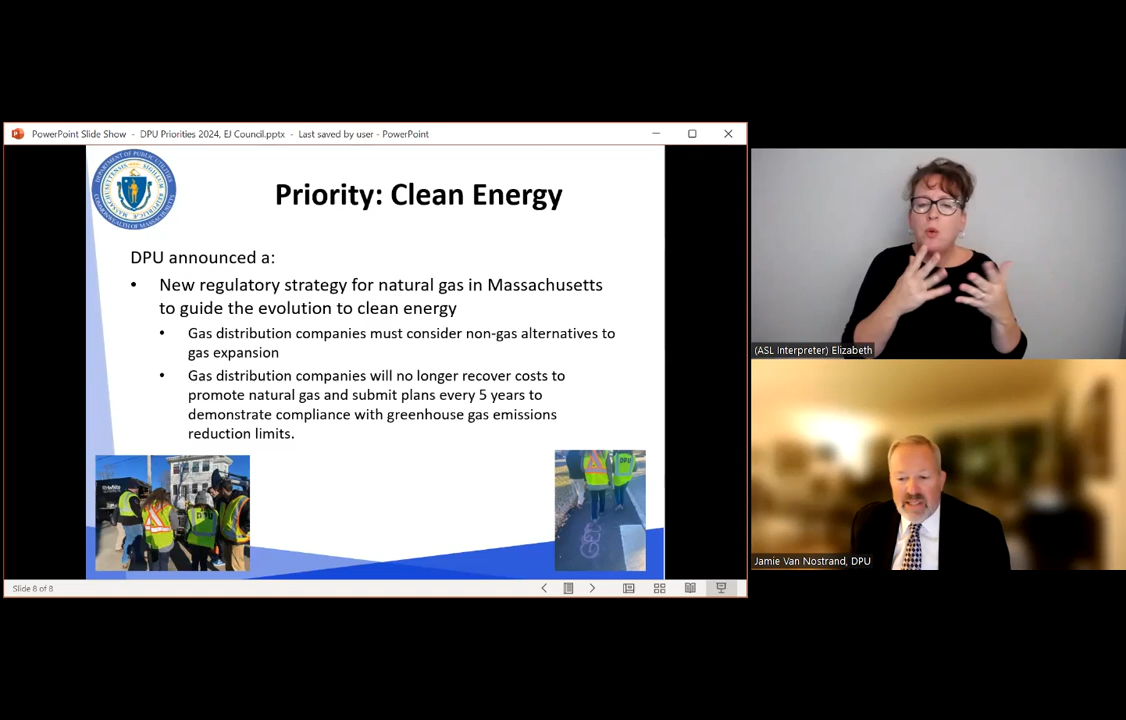 PowerPoint Slide Show - DPU Priorities 2024, EJ Council.pptx - Last saved by user - PowerPoint
Priority: Clean Energy
DPU announced a:
• New regulatory strategy for natural gas in Massachusetts
to guide the evolution to clean energy
• Gas distribution companies must consider non-gas alternatives to
gas expansion
• Gas distribution companies will no longer recover costs to
promote natural gas and submit plans every 5 years to
demonstrate compliance with greenhouse gas emissions
reduction limits.
DPU
DPU
Slide 8 of 8
(ASL Interpreter) Elizabeth
Jamie Van Nostrand, DPU